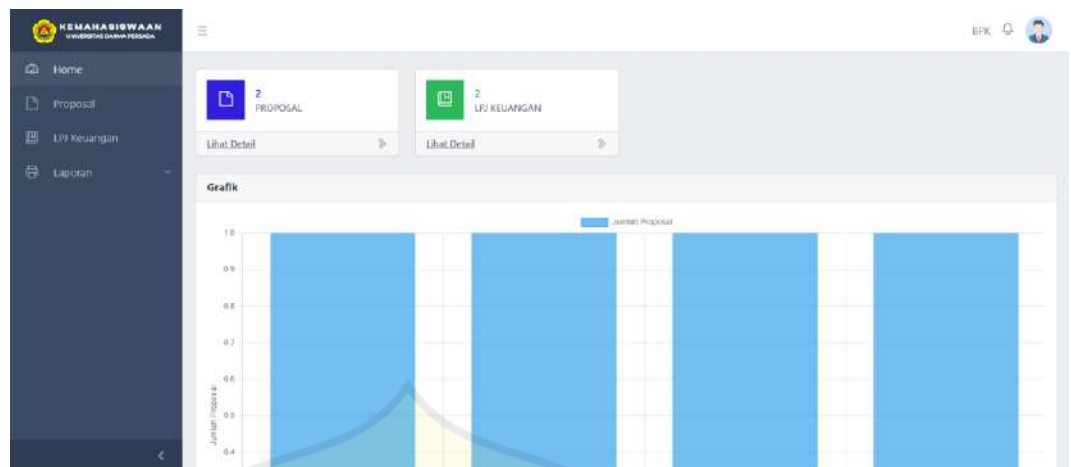 KEMAHASISWAAN
UNIVERSITAS DARMA PERSADA
BPK
Home
Proposal
LPJ Keuangan
Laporan
2
PROPOSAL
Lihat Detail
2
LPJ KEUANGAN
Lihat Detail
Grafik
Jumlah Proposal
1.0
0.9
0.8
0.7
0.6
0.5
0.4
Jumlah Proposal